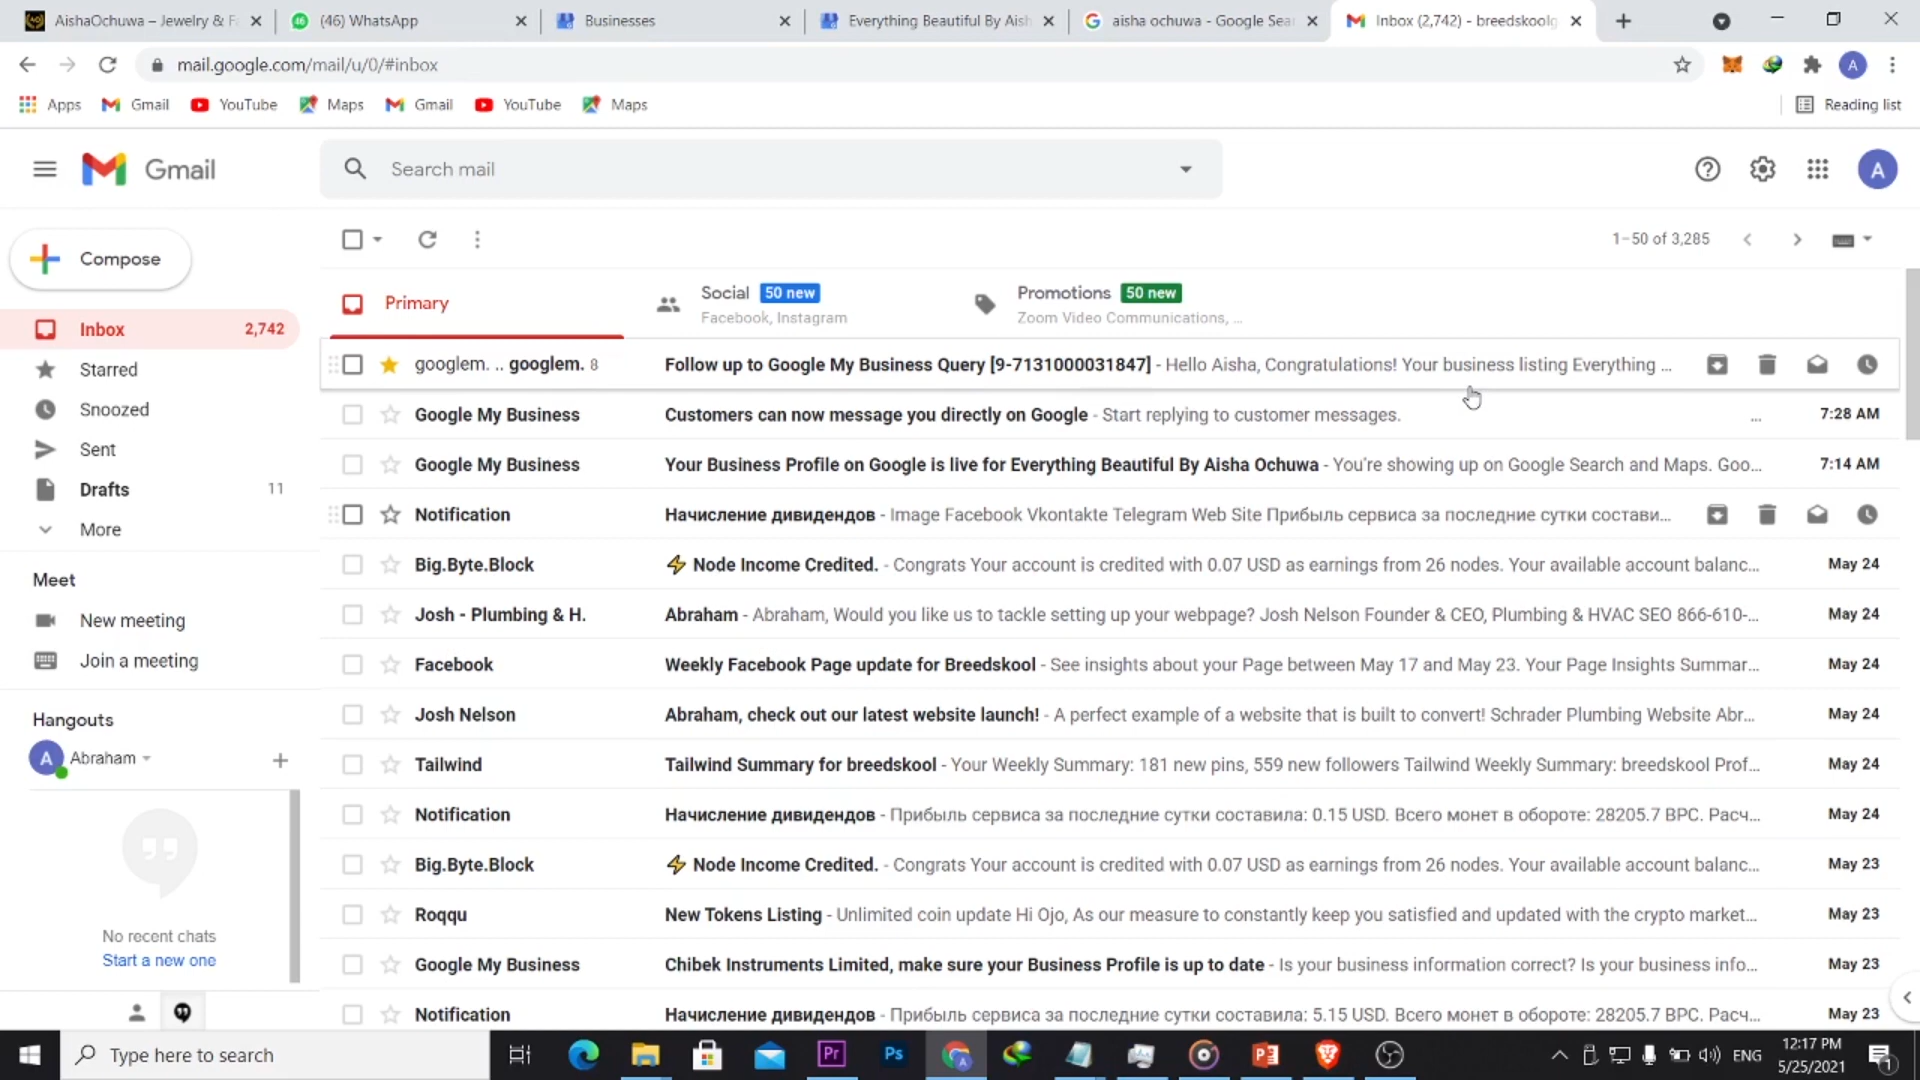 AishaOchuwa – Jewelry & F
(46) WhatsApp
Businesses
Everything Beautiful By Aish
aisha ochuwa - Google Sea
Inbox (2,742) - breedskoolg
mail.google.com/mail/u/0/#inbox
A
Apps
Gmail
YouTube
Maps
Gmail
YouTube
Maps
Reading list
Gmail
Search mail
A
Compose
1–50 of 3,285
Primary
Social 50 new
Facebook, Instagram
Promotions 50 new
Zoom Video Communications, ...
Inbox 2,742
Starred
Snoozed
Sent
Drafts 11
More
Meet
New meeting
Join a meeting
Hangouts
A Abraham
No recent chats
Start a new one
googlem. .. googlem. 8 Follow up to Google My Business Query [9-7131000031847] - Hello Aisha, Congratulations! Your business listing Everything ...
Google My Business Customers can now message you directly on Google - Start replying to customer messages. ... 7:28 AM
Google My Business Your Business Profile on Google is live for Everything Beautiful By Aisha Ochuwa - You're showing up on Google Search and Maps. Goo... 7:14 AM
Notification Начисление дивидендов - Image Facebook Vkontakte Telegram Web Site Прибыль сервиса за последние сутки состави...
Big.Byte.Block ⚡ Node Income Credited. - Congrats Your account is credited with 0.07 USD as earnings from 26 nodes. Your available account balanc... May 24
Josh - Plumbing & H. Abraham - Abraham, Would you like us to tackle setting up your webpage? Josh Nelson Founder & CEO, Plumbing & HVAC SEO 866-610-... May 24
Facebook Weekly Facebook Page update for Breedskool - See insights about your Page between May 17 and May 23. Your Page Insights Summar... May 24
Josh Nelson Abraham, check out our latest website launch! - A perfect example of a website that is built to convert! Schrader Plumbing Website Abr... May 24
Tailwind Tailwind Summary for breedskool - Your Weekly Summary: 181 new pins, 559 new followers Tailwind Weekly Summary: breedskool Prof... May 24
Notification Начисление дивидендов - Прибыль сервиса за последние сутки составила: 0.15 USD. Всего монет в обороте: 28205.7 BPC. Расч... May 24
Big.Byte.Block ⚡ Node Income Credited. - Congrats Your account is credited with 0.07 USD as earnings from 26 nodes. Your available account balanc... May 23
Roqqu New Tokens Listing - Unlimited coin update Hi Ojo, As our measure to constantly keep you satisfied and updated with the crypto market... May 23
Google My Business Chibek Instruments Limited, make sure your Business Profile is up to date - Is your business information correct? Is your business info... May 23
Notification Начисление дивидендов - Прибыль сервиса за последние сутки составила: 5.15 USD. Всего монет в обороте: 28205.7 BPC. Расч... May 23
Type here to search
Pr
Ps
ENG
12:17 PM
5/25/2021
1